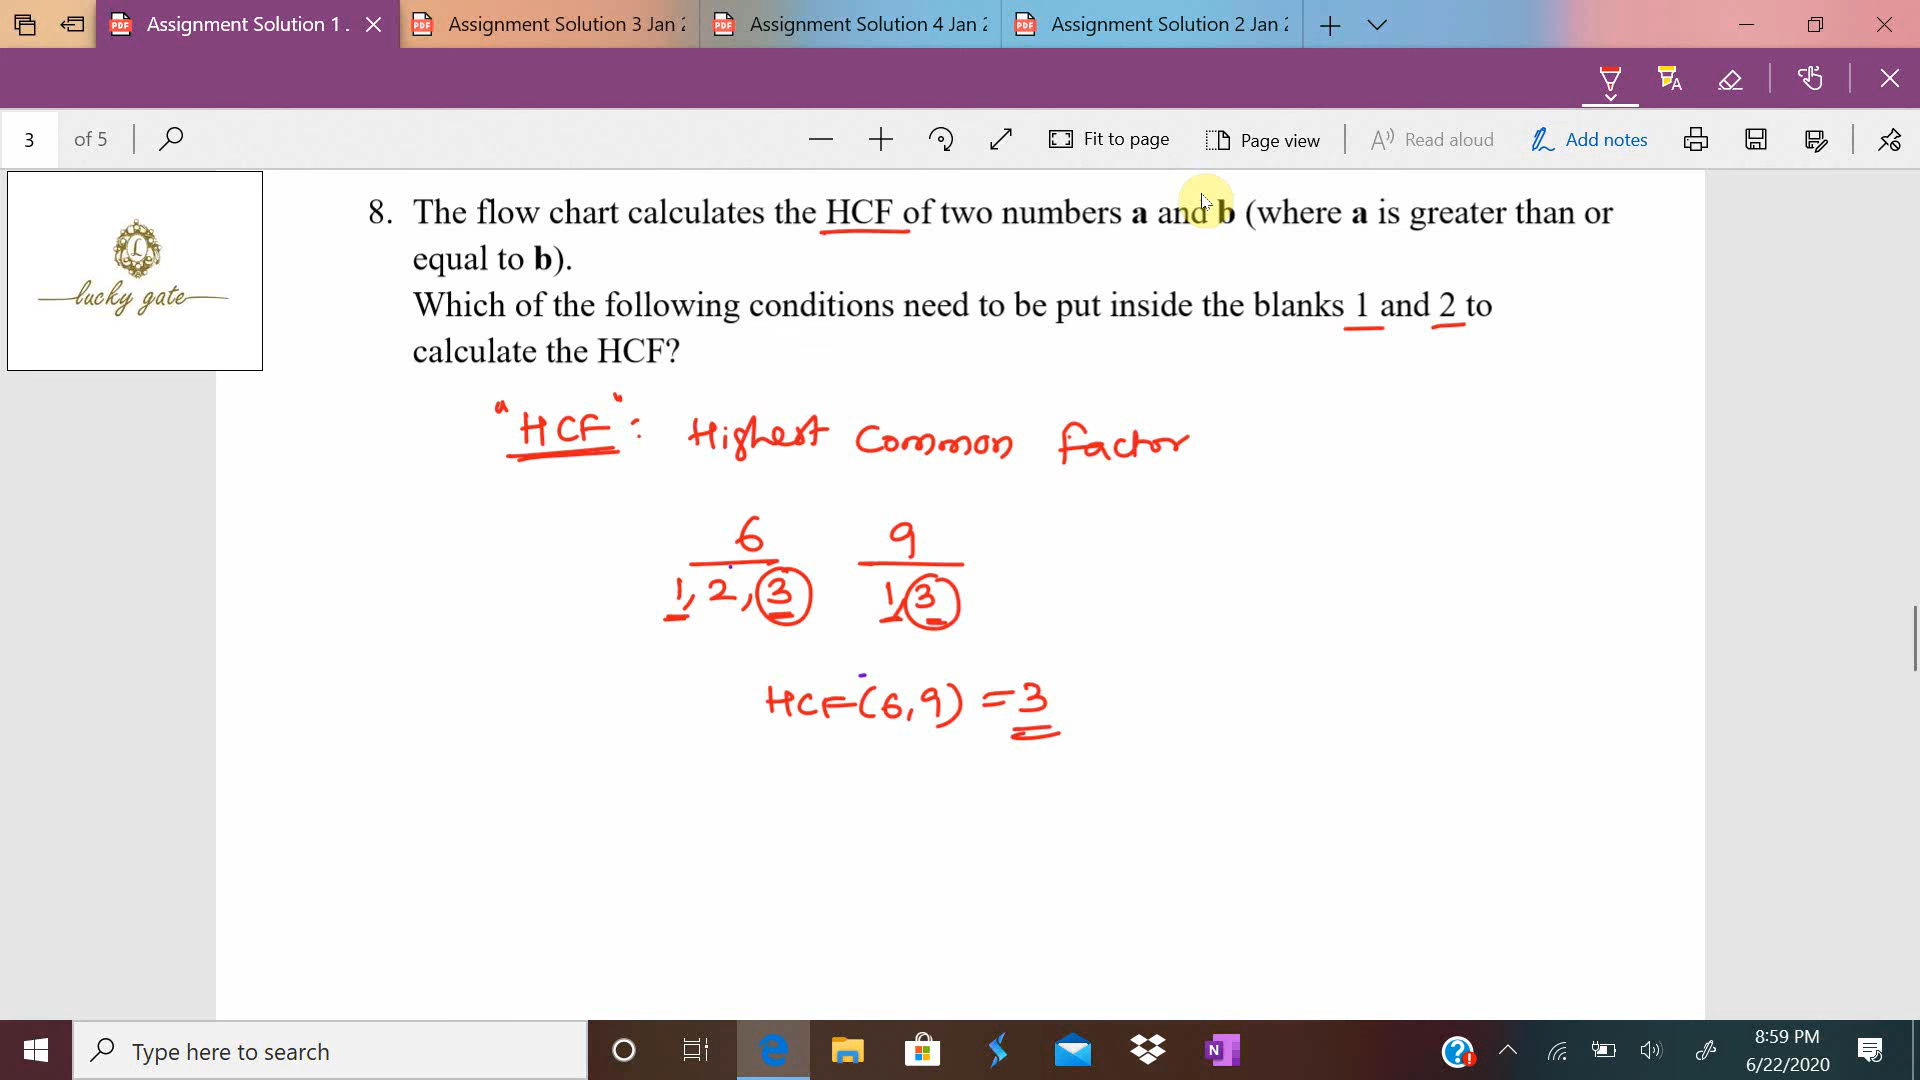 Assignment Solution 1 .
Assignment Solution 3 Jan 2
Assignment Solution 4 Jan 2
Assignment Solution 2 Jan 2
3 of 5
Fit to page
Page view
Read aloud
Add notes
L
lucky gate
8. The flow chart calculates the HCF of two numbers a and b (where a is greater than or
equal to b).
Which of the following conditions need to be put inside the blanks 1 and 2 to
calculate the HCF?
"HCF": Highest Common Factor
6 9
1, 2, 3 1, 3
HCF(6,9) = 3
Type here to search
8:59 PM
6/22/2020